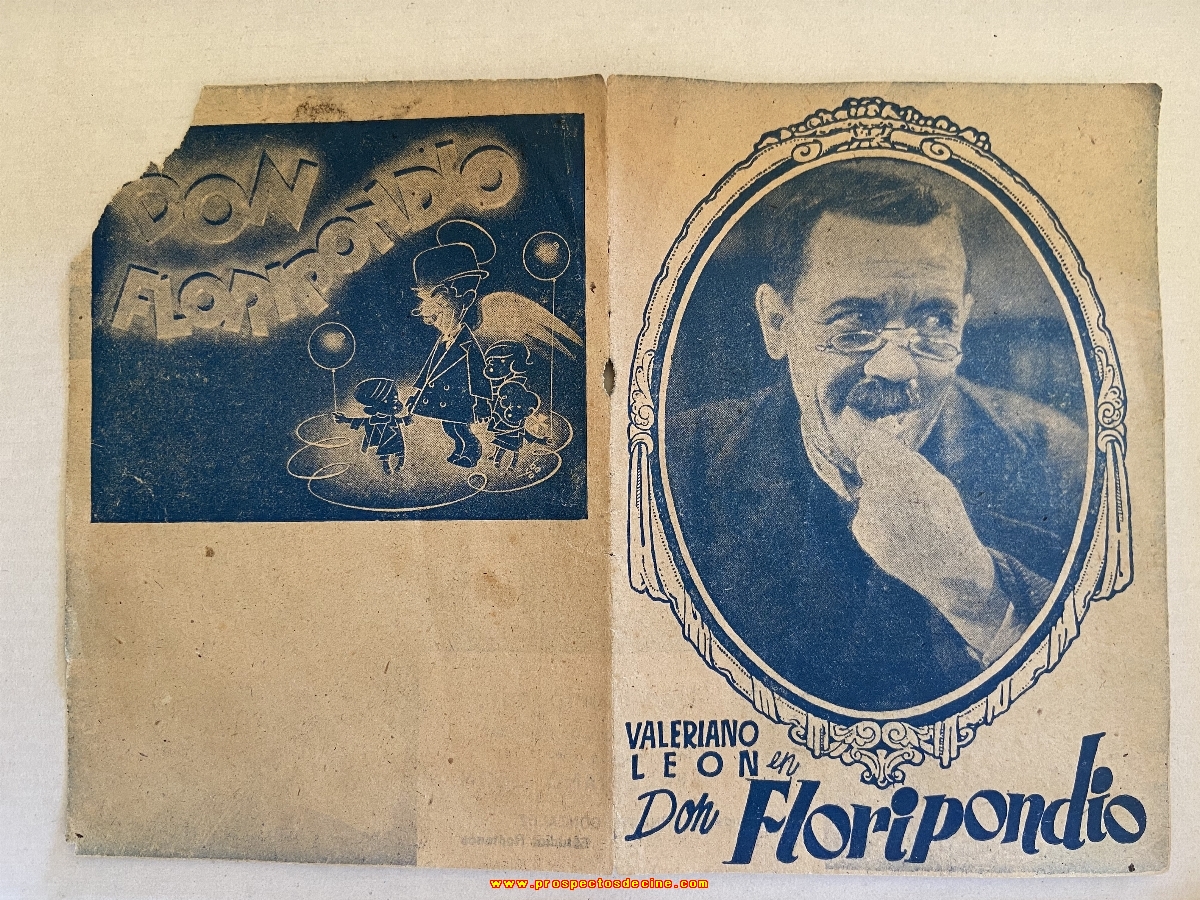 DON
FLORIPONDIO
VALERIANO
LEON en
Don Floripondio
www.prospectosdecine.com